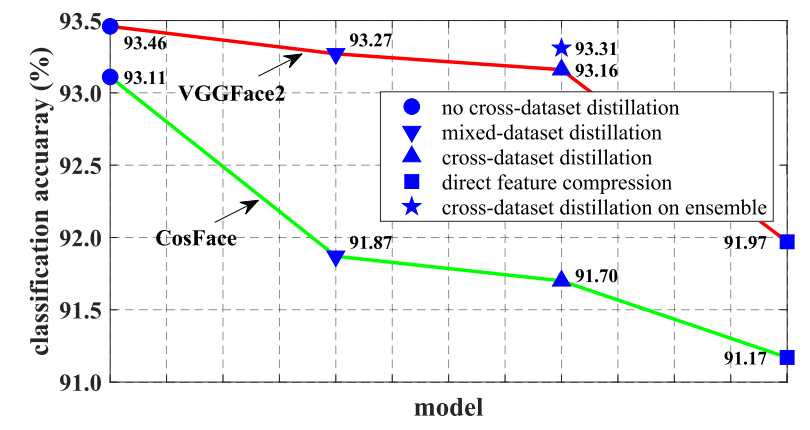 93.5
93.0
92.5
92.0
91.5
91.0
classification accuaray (%)
model
93.46
93.27
93.31
93.16
91.97
93.11
91.87
91.70
91.17
VGGFace2
CosFace
no cross-dataset distillation
mixed-dataset distillation
cross-dataset distillation
direct feature compression
cross-dataset distillation on ensemble